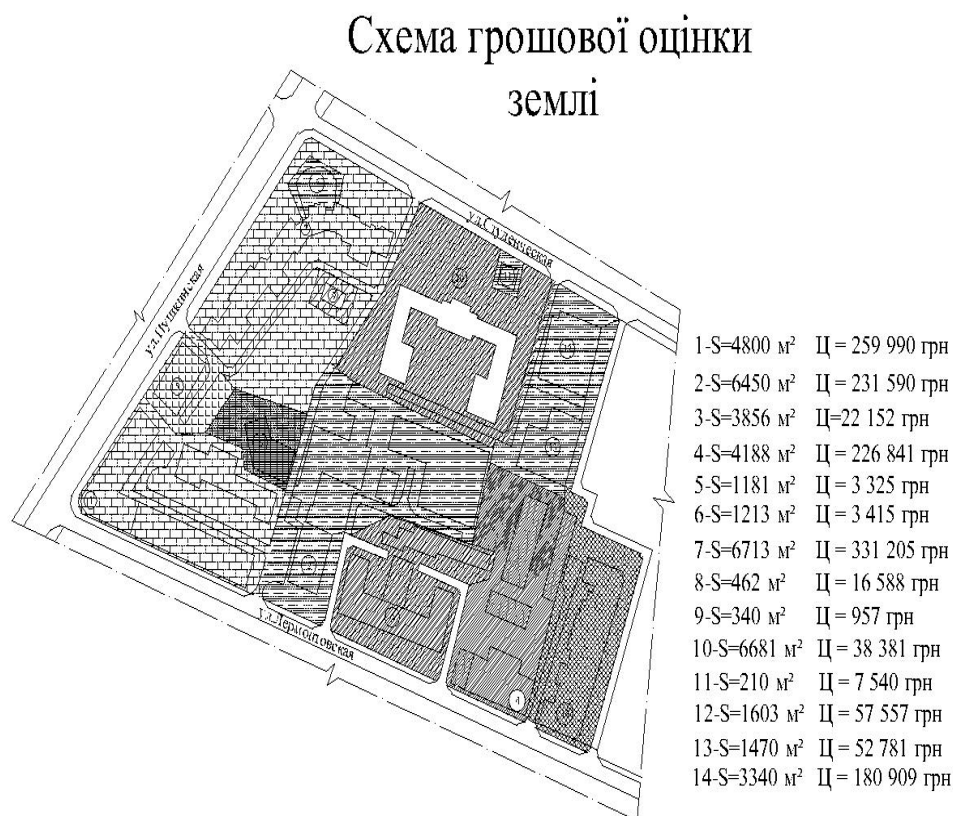 Схема грошової оцінки
землі
ул.Студенческая
ул.Пушкинская
ул.Лермонтовская
1-S=4800 м² Ц = 259 990 грн
2-S=6450 м² Ц = 231 590 грн
3-S=3856 м² Ц=22 152 грн
4-S=4188 м² Ц = 226 841 грн
5-S=1181 м² Ц = 3 325 грн
6-S=1213 м² Ц = 3 415 грн
7-S=6713 м² Ц = 331 205 грн
8-S=462 м² Ц = 16 588 грн
9-S=340 м² Ц = 957 грн
10-S=6681 м² Ц = 38 381 грн
11-S=210 м² Ц = 7 540 грн
12-S=1603 м² Ц = 57 557 грн
13-S=1470 м² Ц = 52 781 грн
14-S=3340 м² Ц = 180 909 грн